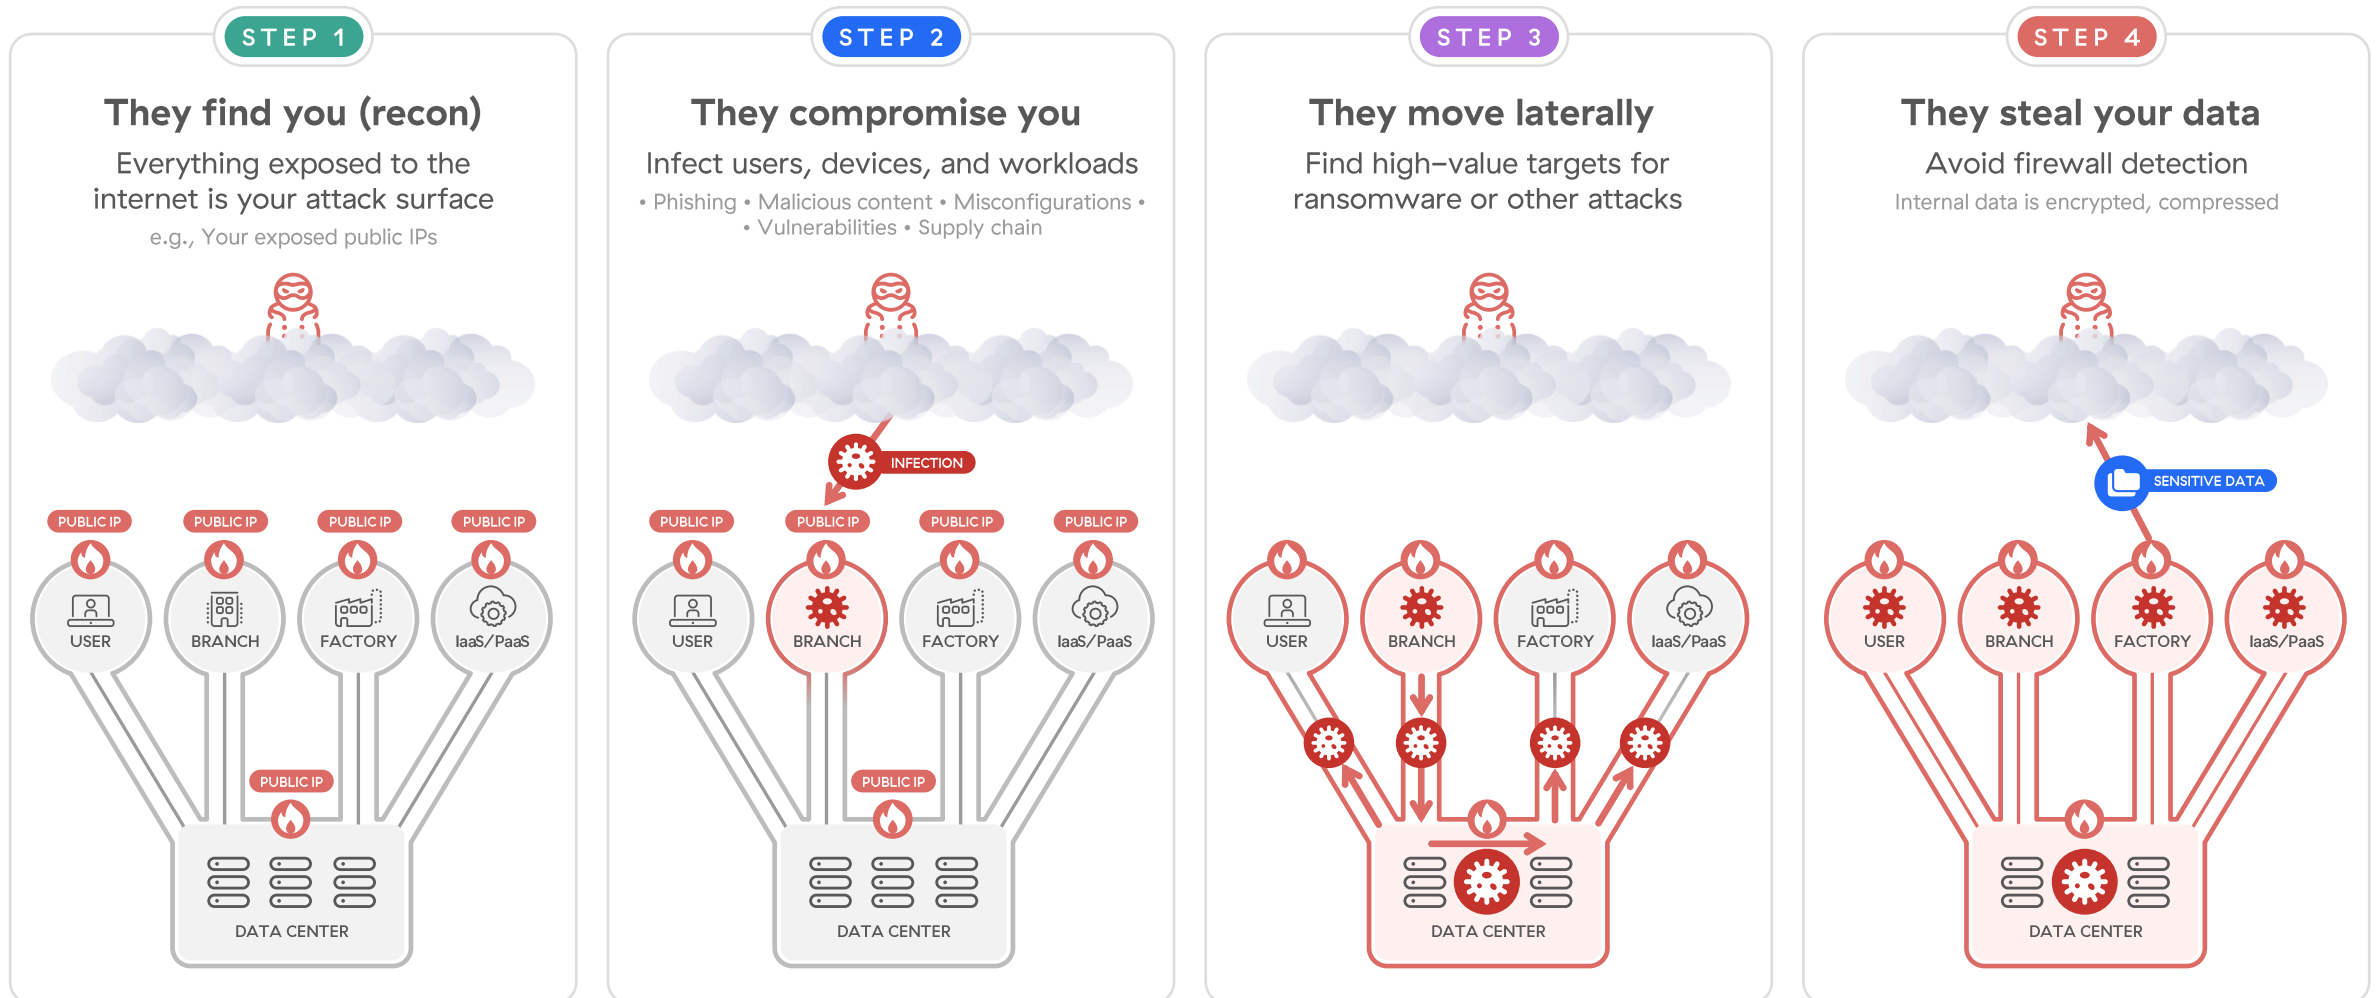 STEP 1
They find you (recon)
Everything exposed to the
internet is your attack surface
e.g., Your exposed public IPs
PUBLIC IP
PUBLIC IP
PUBLIC IP
PUBLIC IP
USER
BRANCH
FACTORY
IaaS/PaaS
PUBLIC IP
DATA CENTER
STEP 2
They compromise you
Infect users, devices, and workloads
• Phishing • Malicious content • Misconfigurations •
• Vulnerabilities • Supply chain
INFECTION
PUBLIC IP
PUBLIC IP
PUBLIC IP
PUBLIC IP
USER
BRANCH
FACTORY
IaaS/PaaS
PUBLIC IP
DATA CENTER
STEP 3
They move laterally
Find high–value targets for
ransomware or other attacks
USER
BRANCH
FACTORY
IaaS/PaaS
DATA CENTER
STEP 4
They steal your data
Avoid firewall detection
Internal data is encrypted, compressed
SENSITIVE DATA
USER
BRANCH
FACTORY
IaaS/PaaS
DATA CENTER